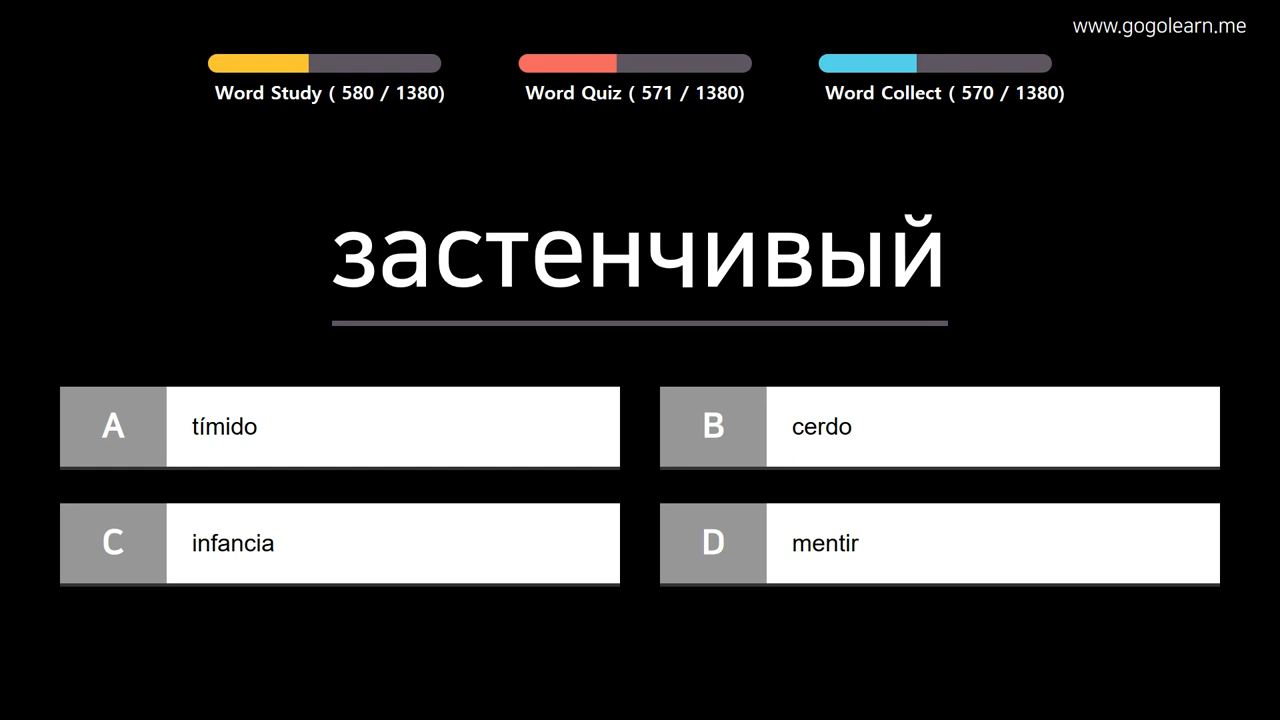 www.gogolearn.me
Word Study ( 580 / 1380)
Word Quiz ( 571 / 1380)
Word Collect ( 570 / 1380)
застенчивый
A tímido
B cerdo
C infancia
D mentir